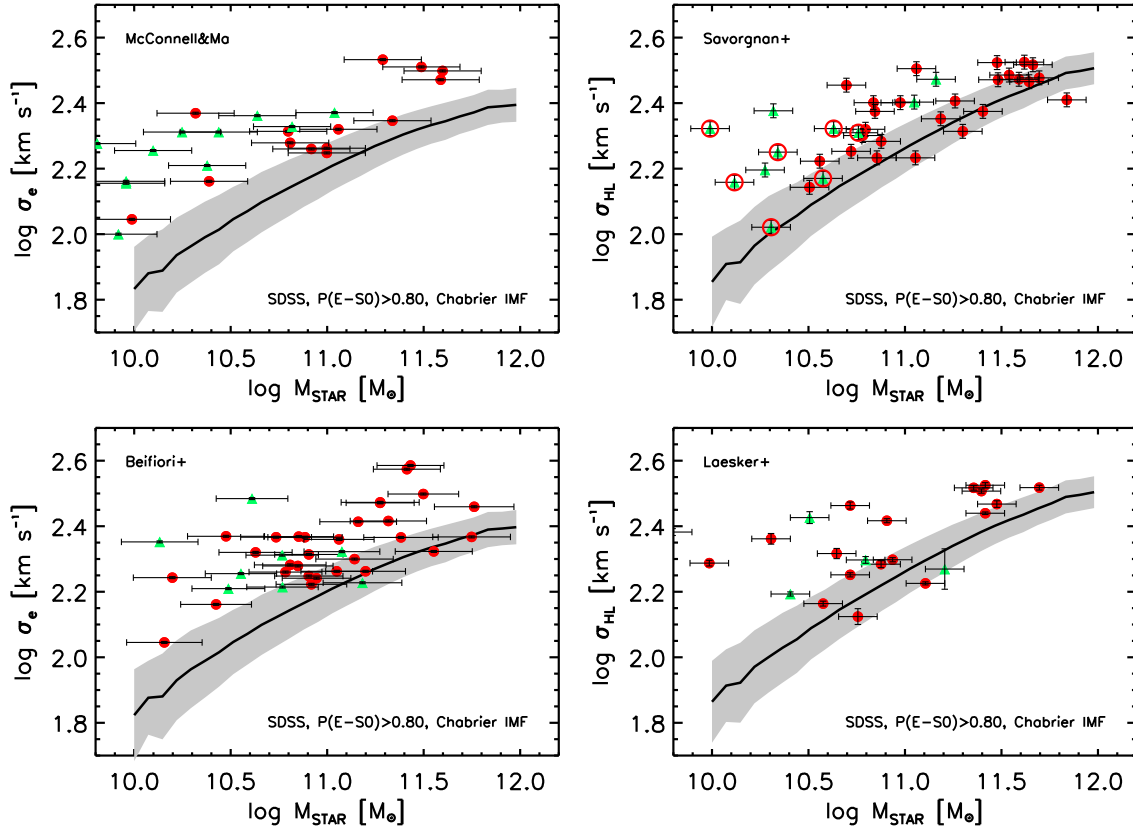 McConnell&Ma
2.6
2.4
2.2
2.0
1.8
log σe [km s⁻¹]
SDSS, P(E-S0)>0.80, Chabrier IMF
10.0 10.5 11.0 11.5 12.0
log MSTAR [M⊙]
Savorgnan+
2.6
2.4
2.2
2.0
1.8
log σHL [km s⁻¹]
SDSS, P(E-S0)>0.80, Chabrier IMF
10.0 10.5 11.0 11.5 12.0
log MSTAR [M⊙]
Beifiori+
2.6
2.4
2.2
2.0
1.8
log σe [km s⁻¹]
SDSS, P(E-S0)>0.80, Chabrier IMF
10.0 10.5 11.0 11.5 12.0
log MSTAR [M⊙]
Laesker+
2.6
2.4
2.2
2.0
1.8
log σHL [km s⁻¹]
SDSS, P(E-S0)>0.80, Chabrier IMF
10.0 10.5 11.0 11.5 12.0
log MSTAR [M⊙]